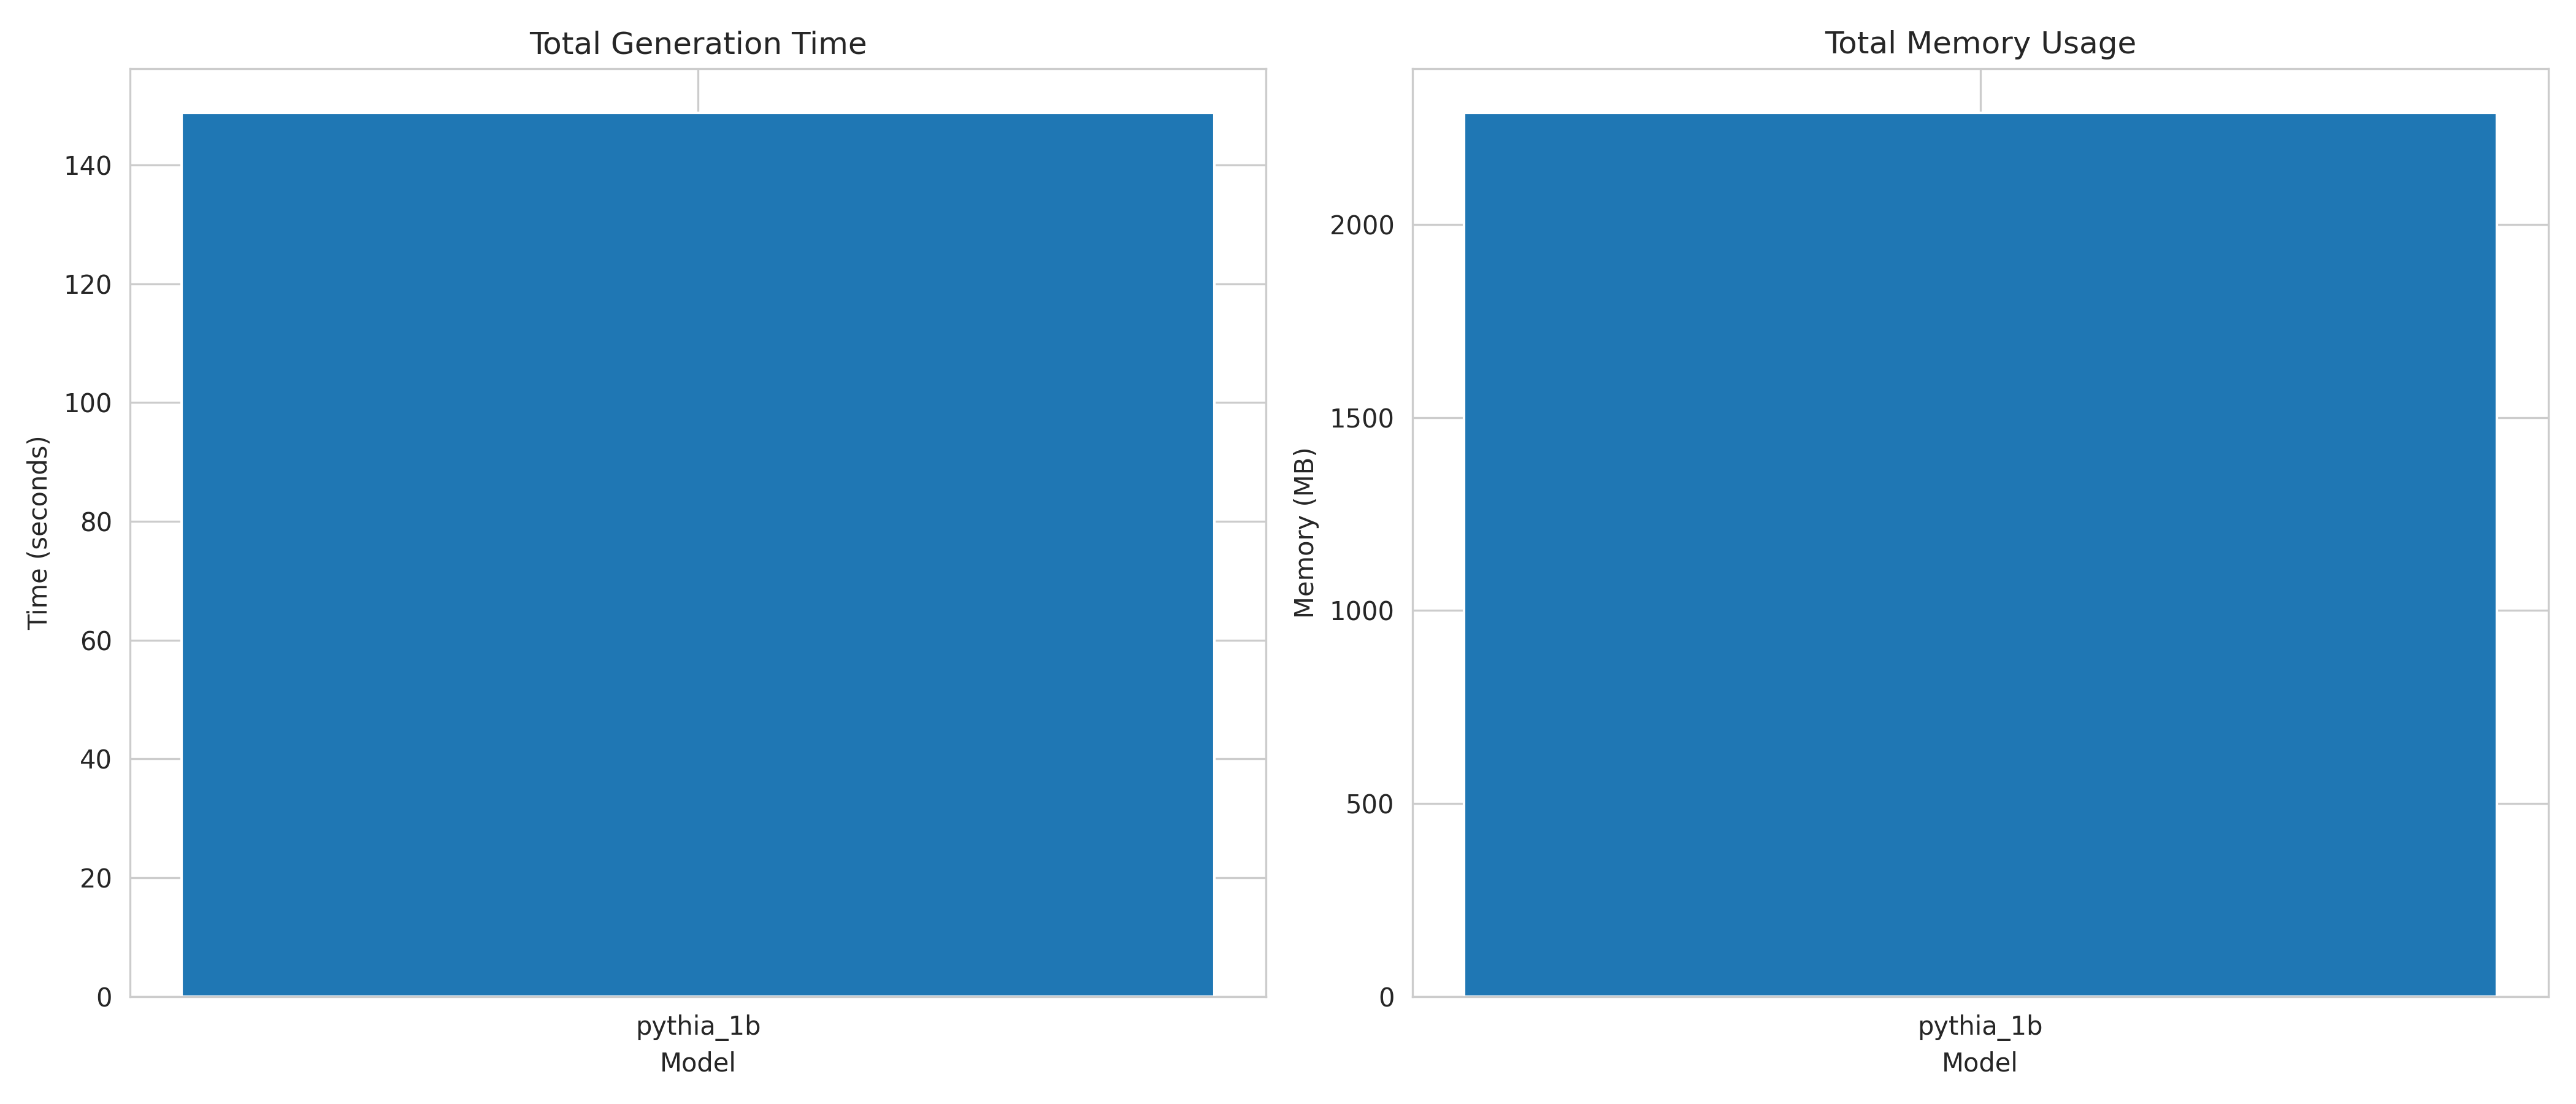 Total Generation Time
140
120
100
80
60
40
20
0
Time (seconds)
pythia_1b
Model
Total Memory Usage
2000
1500
1000
500
0
Memory (MB)
pythia_1b
Model